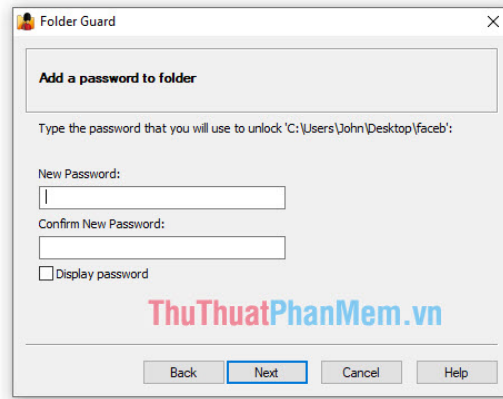 Folder Guard
Add a password to folder
Type the password that you will use to unlock 'C:\Users\John\Desktop\faceb':
New Password:
Confirm New Password:
Display password
ThuThuatPhanMem.vn
Back Next Cancel Help